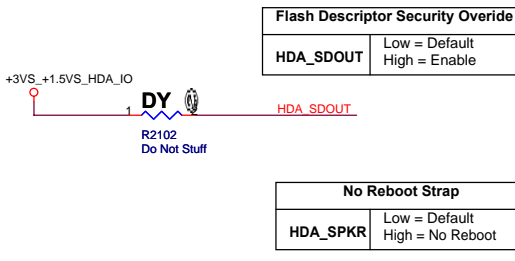 Flash Descriptor Security Overide
HDA_SDOUT
Low = Default
High = Enable
+3VS_+1.5VS_HDA_IO
DY
1
2
HDA_SDOUT
R2102
Do Not Stuff
No Reboot Strap
HDA_SPKR
Low = Default
High = No Reboot